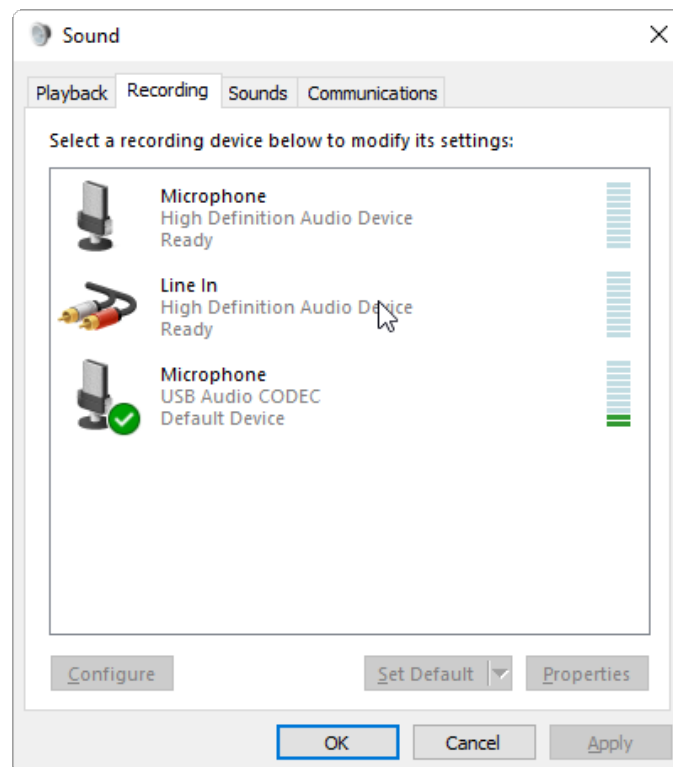 Sound
Playback Recording Sounds Communications
Select a recording device below to modify its settings:
Microphone
High Definition Audio Device
Ready
Line In
High Definition Audio Device
Ready
Microphone
USB Audio CODEC
Default Device
Configure Set Default Properties
OK Cancel Apply